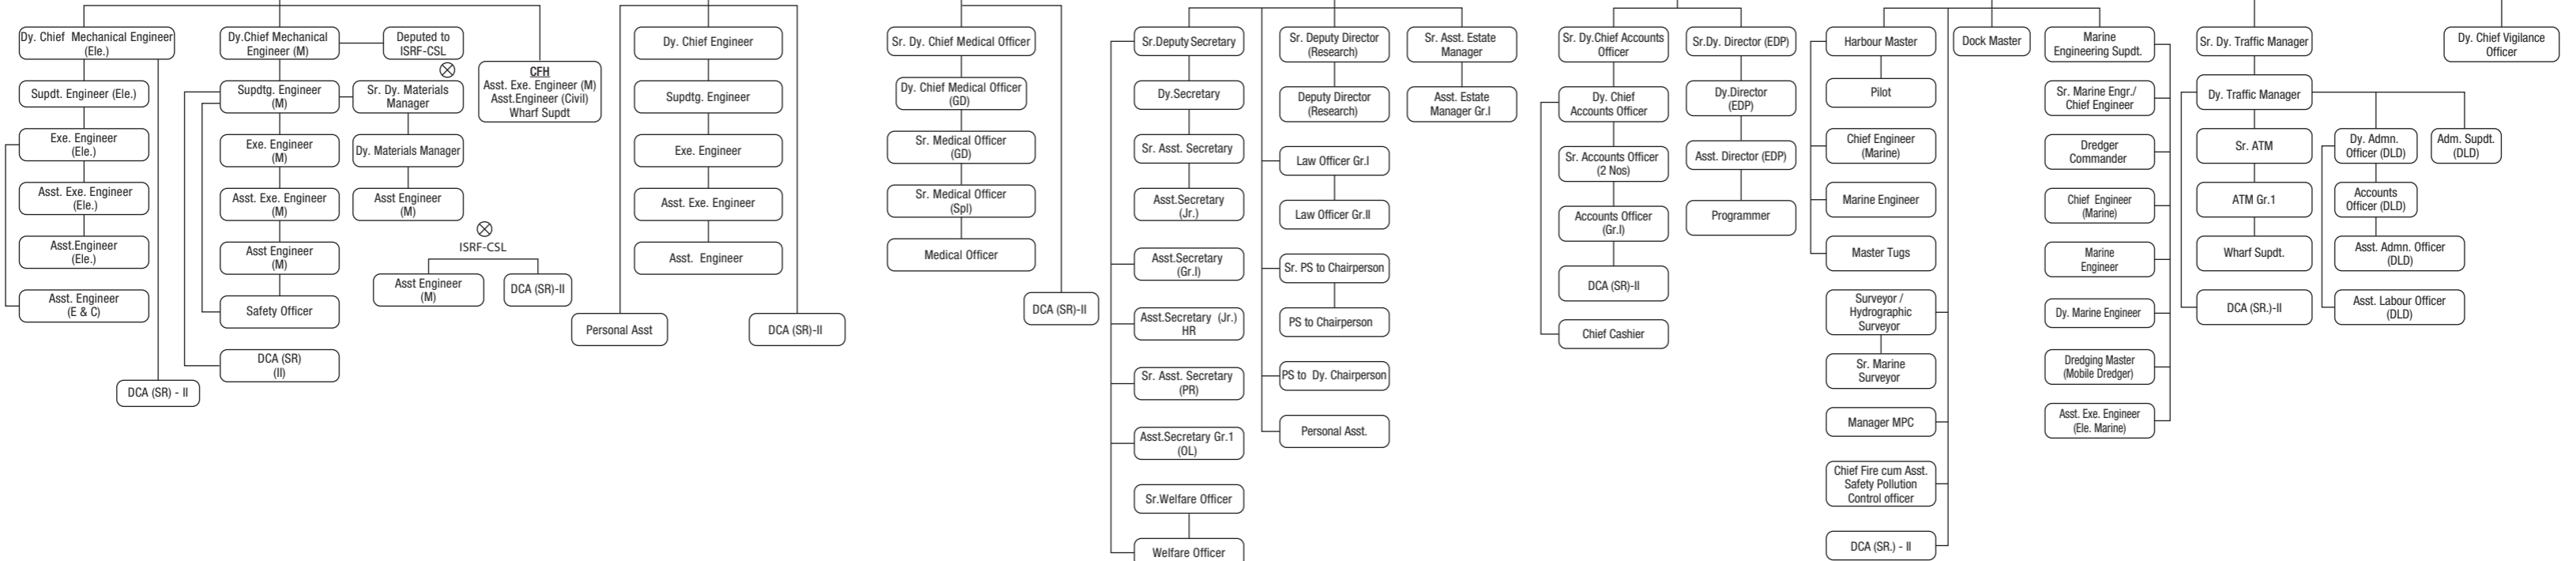 Dy. Chief  Mechanical Engineer
(Ele.)
Supdt. Engineer (Ele.)
Exe. Engineer
(Ele.)
Asst. Exe. Engineer
(Ele.)
Asst.Engineer
(Ele.)
Asst. Engineer
(E & C)
DCA (SR) - II
Dy.Chief Mechanical
Engineer (M)
Supdtg. Engineer
(M)
Exe. Engineer
(M)
Asst. Exe. Engineer
(M)
Asst Engineer
(M)
Safety Officer
DCA (SR)
(II)
Deputed to
ISRF-CSL
Sr. Dy. Materials
Manager
Dy. Materials Manager
Asst Engineer
(M)
ISRF-CSL
Asst Engineer
(M)
DCA (SR)-II
CFH
Asst. Exe. Engineer (M)
Asst.Engineer (Civil)
Wharf Supdt
Dy. Chief Engineer
Supdtg. Engineer
Exe. Engineer
Asst. Exe. Engineer
Asst.  Engineer
Personal Asst
DCA (SR)-II
Sr. Dy. Chief Medical Officer
Dy. Chief Medical Officer
(GD)
Sr. Medical Officer
(GD)
Sr. Medical Officer
(Spl)
Medical Officer
DCA (SR)-II
Sr.Deputy Secretary
Dy.Secretary
Sr. Asst. Secretary
Asst.Secretary
(Jr.)
Asst.Secretary
(Gr.I)
Asst.Secretary  (Jr.)
HR
Sr. Asst. Secretary
(PR)
Asst.Secretary Gr.1
(OL)
Sr.Welfare Officer
Welfare Officer
Sr. Deputy Director
(Research)
Deputy Director
(Research)
Law Officer Gr.I
Law Officer Gr.II
Sr. PS to Chairperson
PS to Chairperson
PS to  Dy. Chairperson
Personal Asst.
Sr. Asst. Estate
Manager
Asst. Estate
Manager Gr.I
Sr. Dy.Chief Accounts
Officer
Dy. Chief
Accounts Officer
Sr. Accounts Officer
(2 Nos)
Accounts Officer
(Gr.I)
DCA (SR)-II
Chief Cashier
Sr.Dy. Director (EDP)
Dy.Director
(EDP)
Asst. Director (EDP)
Programmer
Harbour Master
Pilot
Chief Engineer
(Marine)
Marine Engineer
Master Tugs
Surveyor /
Hydrographic
Surveyor
Sr. Marine
Surveyor
Manager MPC
Chief Fire cum Asst.
Safety Pollution
Control officer
DCA (SR.) - II
Dock Master
Marine
Engineering Supdt.
Sr. Marine Engr./
Chief Engineer
Dredger
Commander
Chief  Engineer
(Marine)
Marine
Engineer
Dy. Marine Engineer
Dredging Master
(Mobile Dredger)
Asst. Exe. Engineer
(Ele. Marine)
Sr. Dy. Traffic Manager
Dy. Traffic Manager
Sr. ATM
ATM Gr.1
Wharf Supdt.
DCA (SR.)-II
Dy. Admn.
Officer (DLD)
Accounts
Officer (DLD)
Asst. Admn. Officer
(DLD)
Asst. Labour Officer
(DLD)
Adm. Supdt.
(DLD)
Dy. Chief Vigilance
Officer